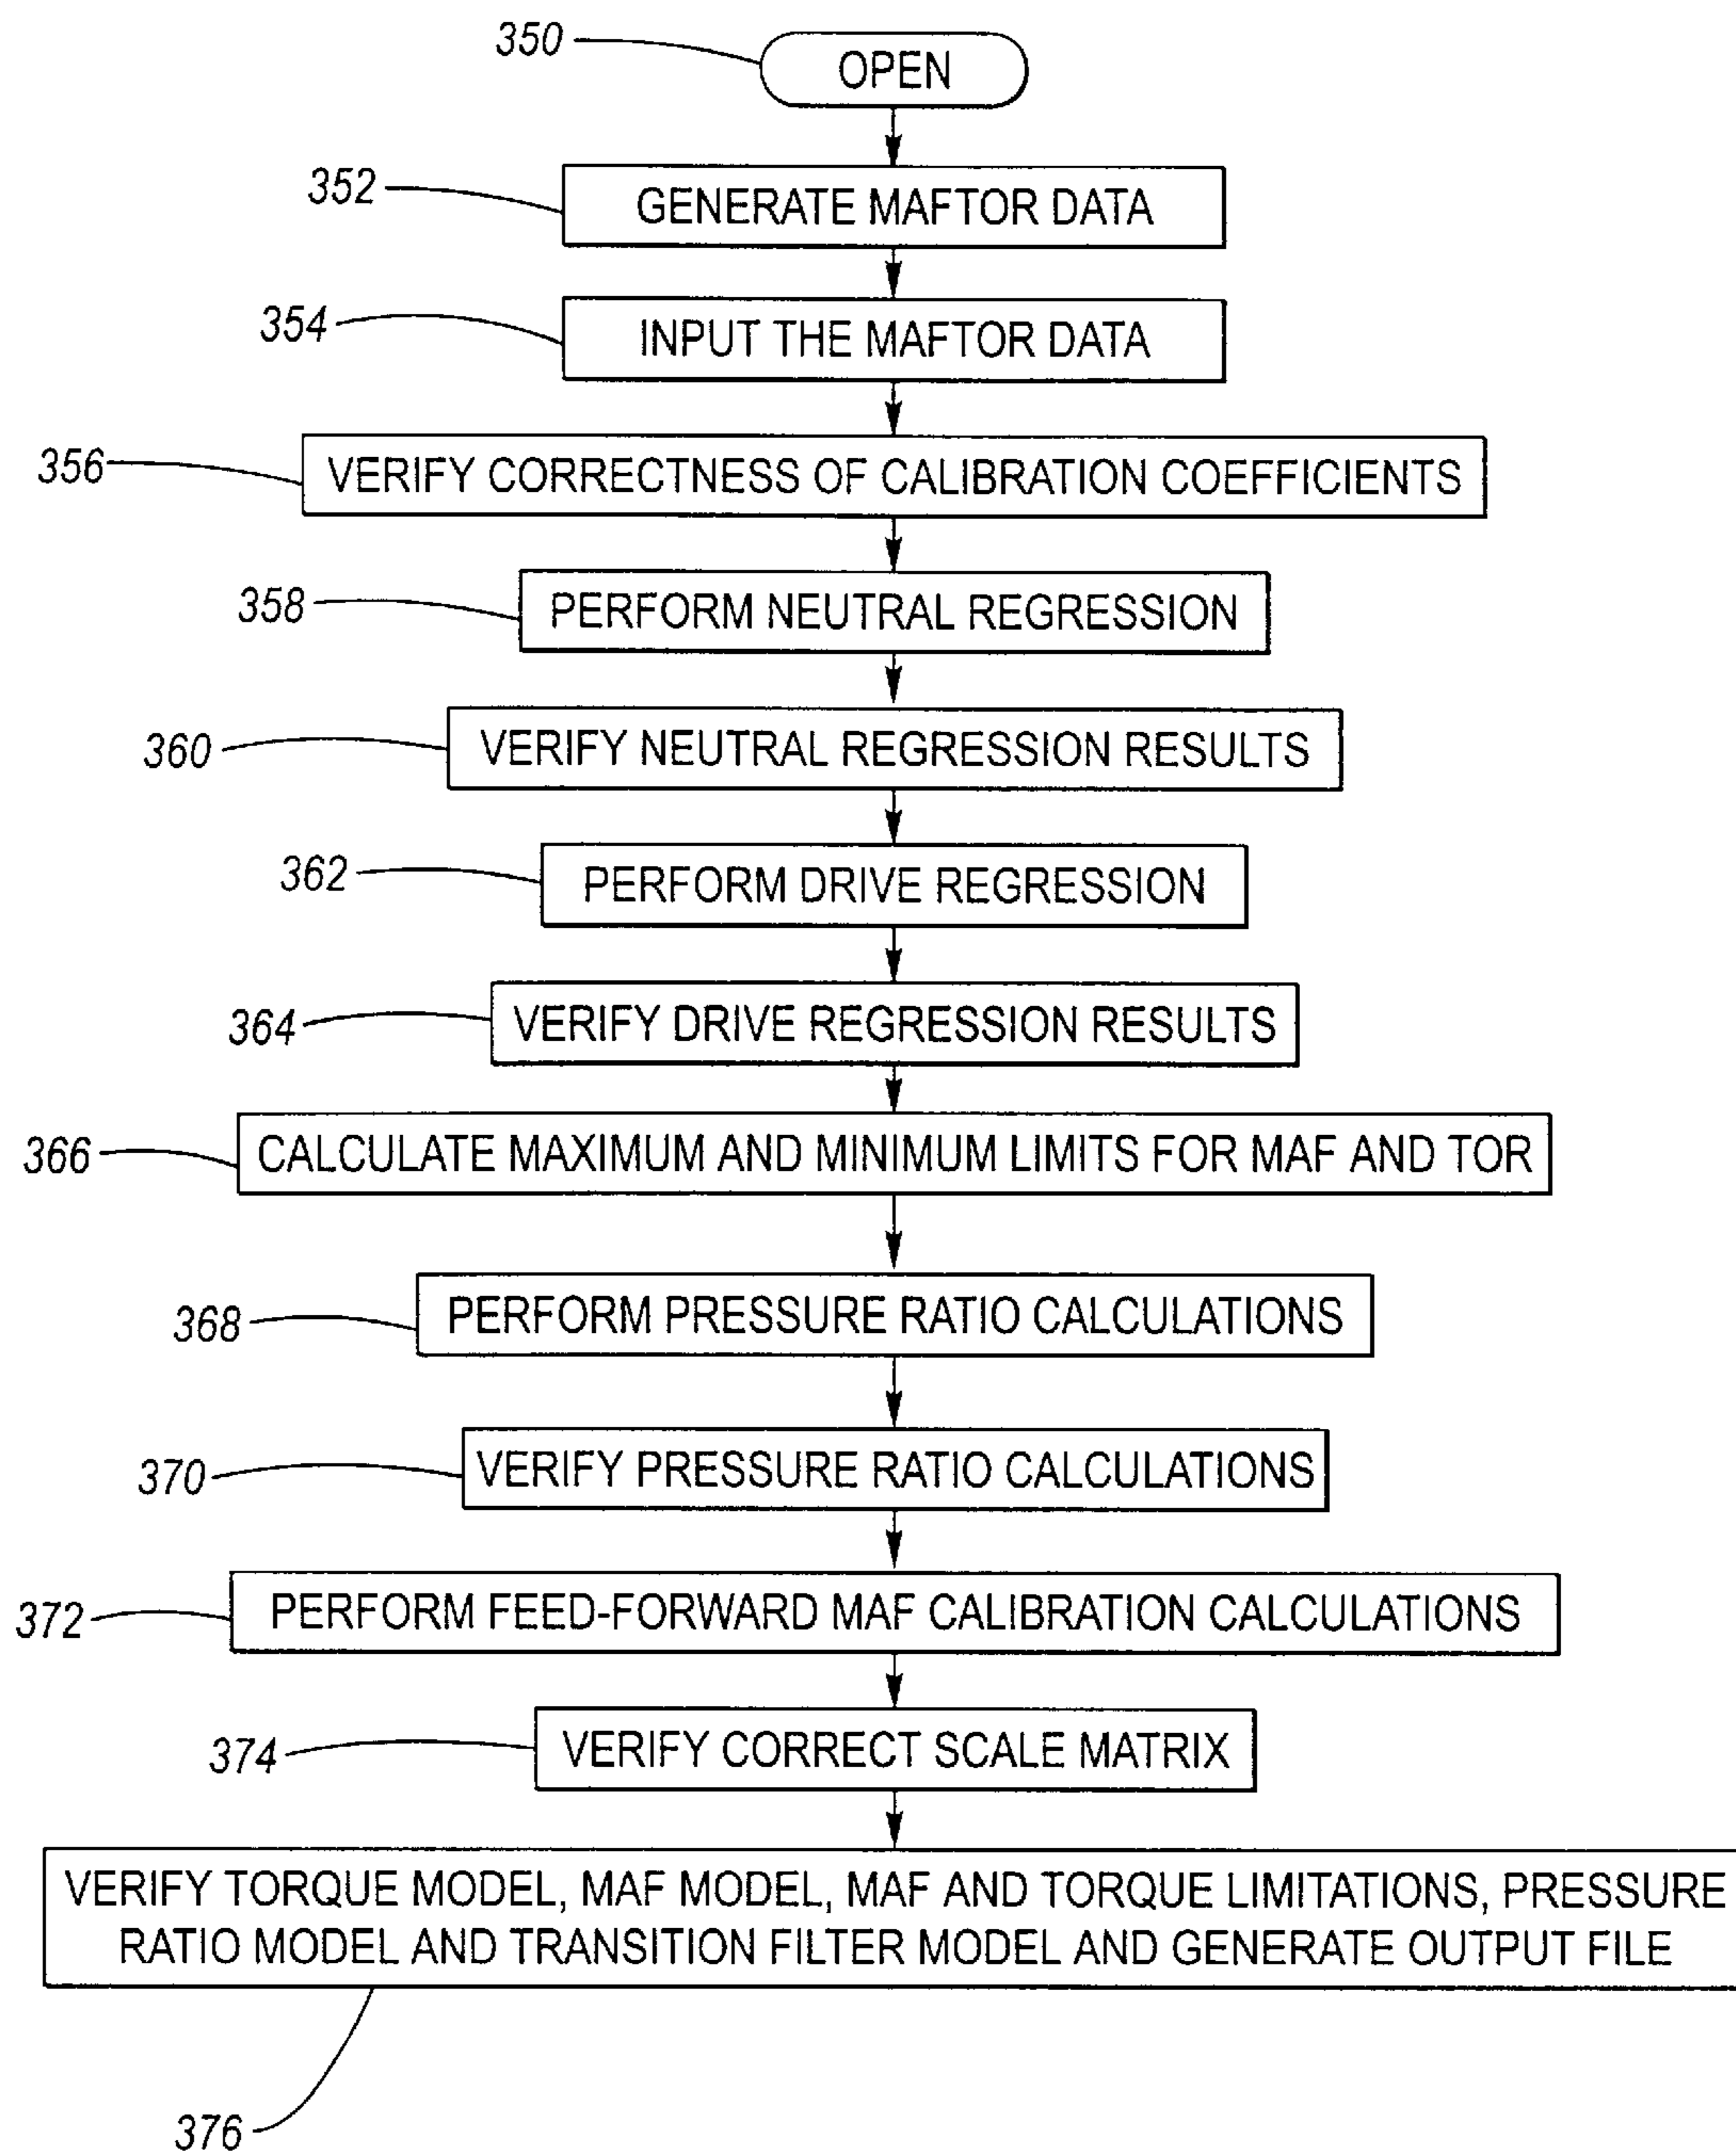 350
OPEN
352
GENERATE MAFTOR DATA
354
INPUT THE MAFTOR DATA
356
VERIFY CORRECTNESS OF CALIBRATION COEFFICIENTS
358
PERFORM NEUTRAL REGRESSION
360
VERIFY NEUTRAL REGRESSION RESULTS
362
PERFORM DRIVE REGRESSION
364
VERIFY DRIVE REGRESSION RESULTS
366
CALCULATE MAXIMUM AND MINIMUM LIMITS FOR MAF AND TOR
368
PERFORM PRESSURE RATIO CALCULATIONS
370
VERIFY PRESSURE RATIO CALCULATIONS
372
PERFORM FEED-FORWARD MAF CALIBRATION CALCULATIONS
374
VERIFY CORRECT SCALE MATRIX
VERIFY TORQUE MODEL, MAF MODEL, MAF AND TORQUE LIMITATIONS, PRESSURE
RATIO MODEL AND TRANSITION FILTER MODEL AND GENERATE OUTPUT FILE
376